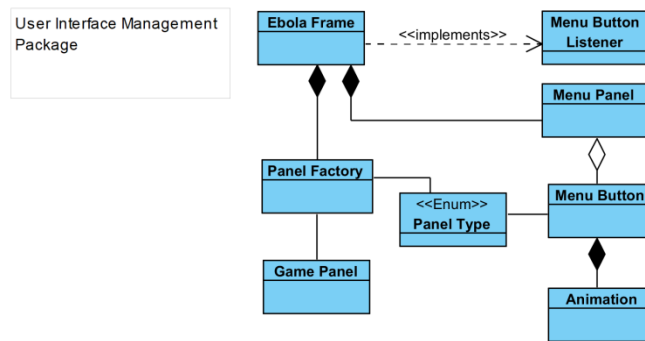 User Interface Management
Package
Ebola Frame
<<implements>>
Menu Button
Listener
Menu Panel
Panel Factory
<<Enum>>
Panel Type
Menu Button
Game Panel
Animation